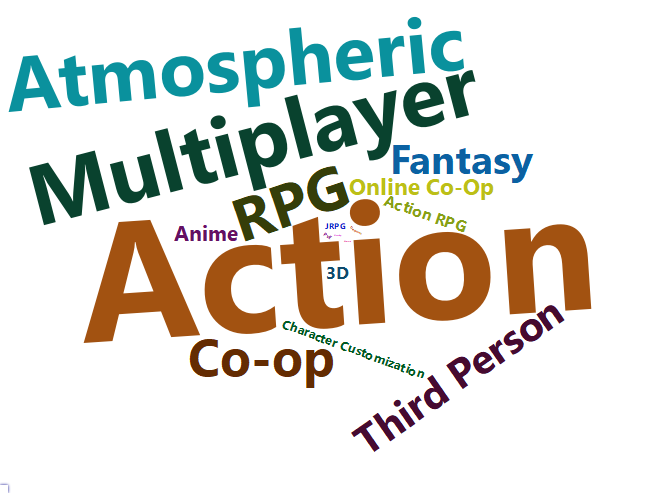 Atmospheric
Multiplayer
Fantasy
RPG
Online Co-Op
Action RPG
Anime
JRPG
Action
3D
Character Customization
Co-op
Third Person